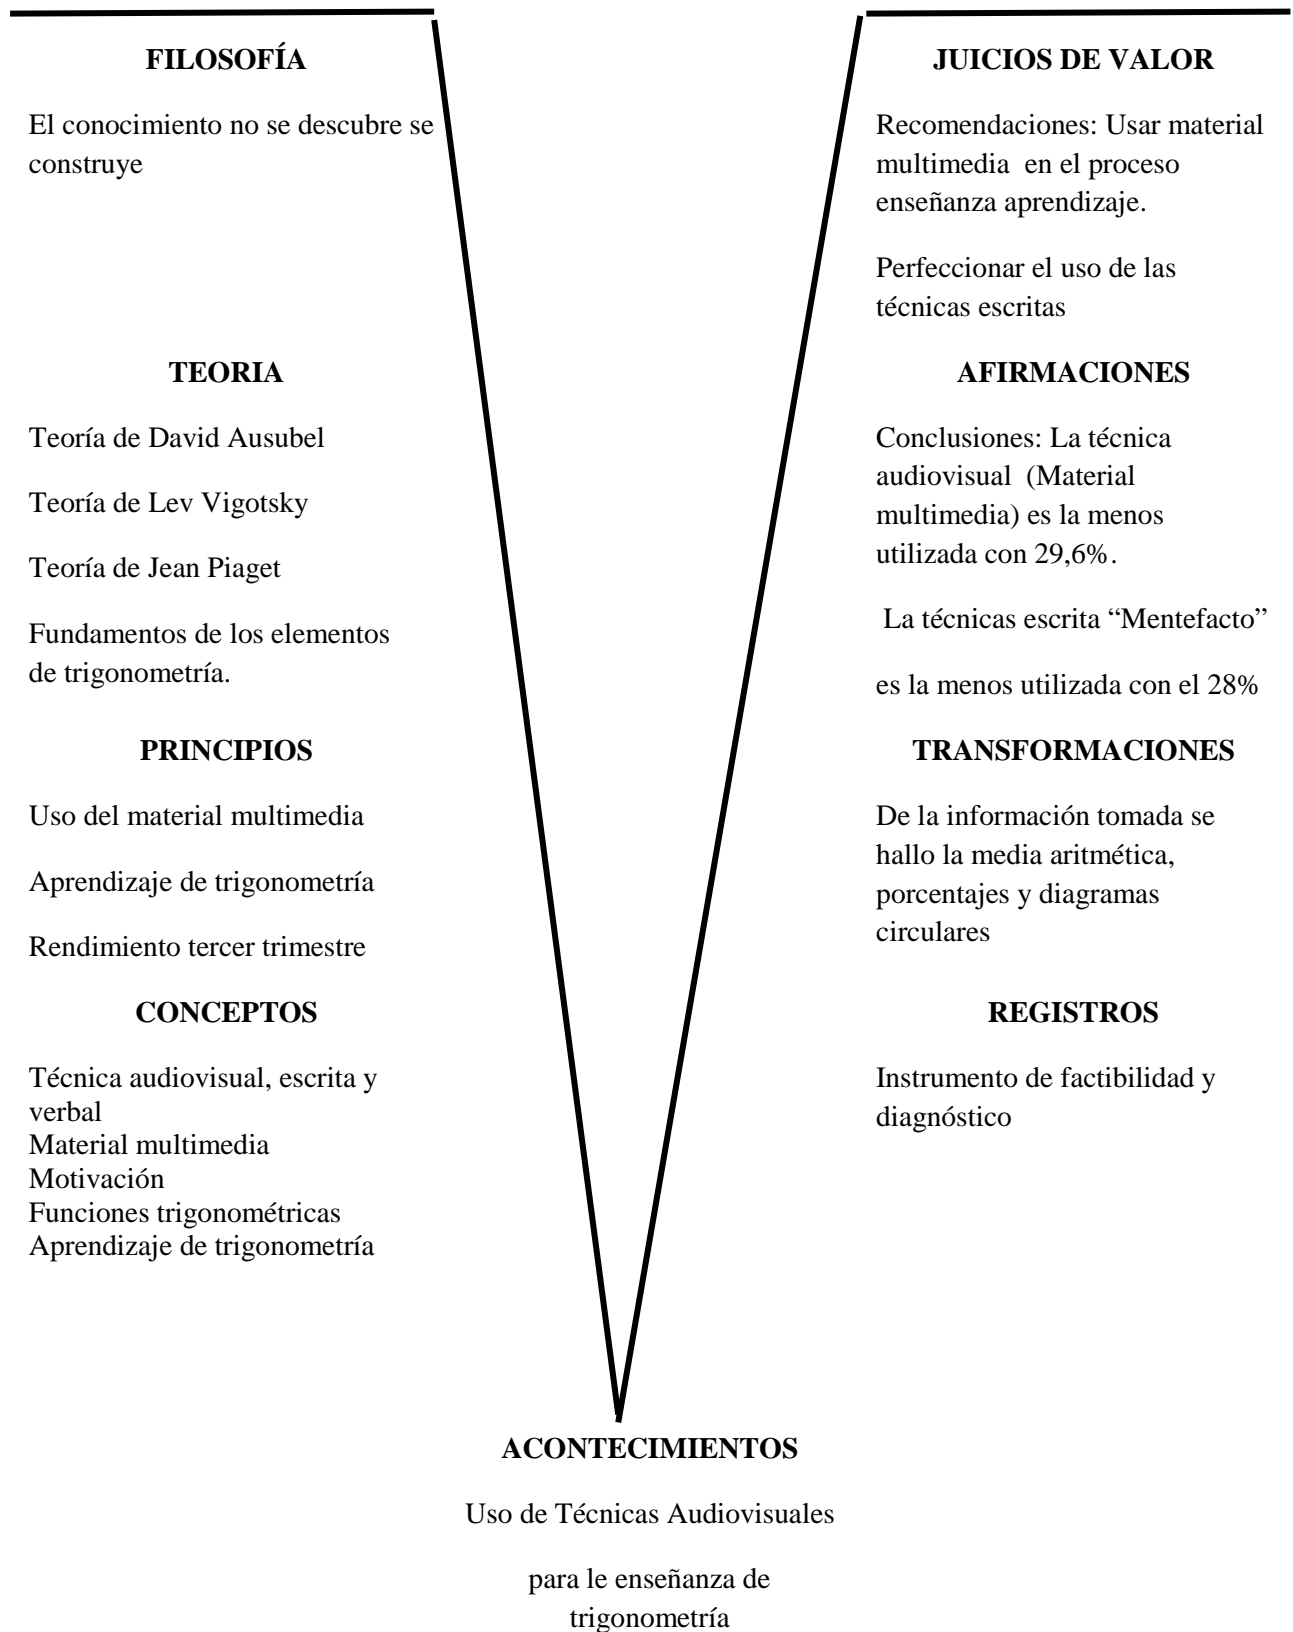 FILOSOFÍA
El conocimiento no se descubre se
construye
TEORIA
Teoría de David Ausubel
Teoría de Lev Vigotsky
Teoría de Jean Piaget
Fundamentos de los elementos
de trigonometría.
PRINCIPIOS
Uso del material multimedia
Aprendizaje de trigonometría
Rendimiento tercer trimestre
CONCEPTOS
Técnica audiovisual, escrita y
verbal
Material multimedia
Motivación
Funciones trigonométricas
Aprendizaje de trigonometría
JUICIOS DE VALOR
Recomendaciones: Usar material
multimedia en el proceso
enseñanza aprendizaje.
Perfeccionar el uso de las
técnicas escritas
AFIRMACIONES
Conclusiones: La técnica
audiovisual (Material
multimedia) es la menos
utilizada con 29,6%.
La técnicas escrita “Mentefacto”
es la menos utilizada con el 28%
TRANSFORMACIONES
De la información tomada se
hallo la media aritmética,
porcentajes y diagramas
circulares
REGISTROS
Instrumento de factibilidad y
diagnóstico
ACONTECIMIENTOS
Uso de Técnicas Audiovisuales
para le enseñanza de
trigonometría